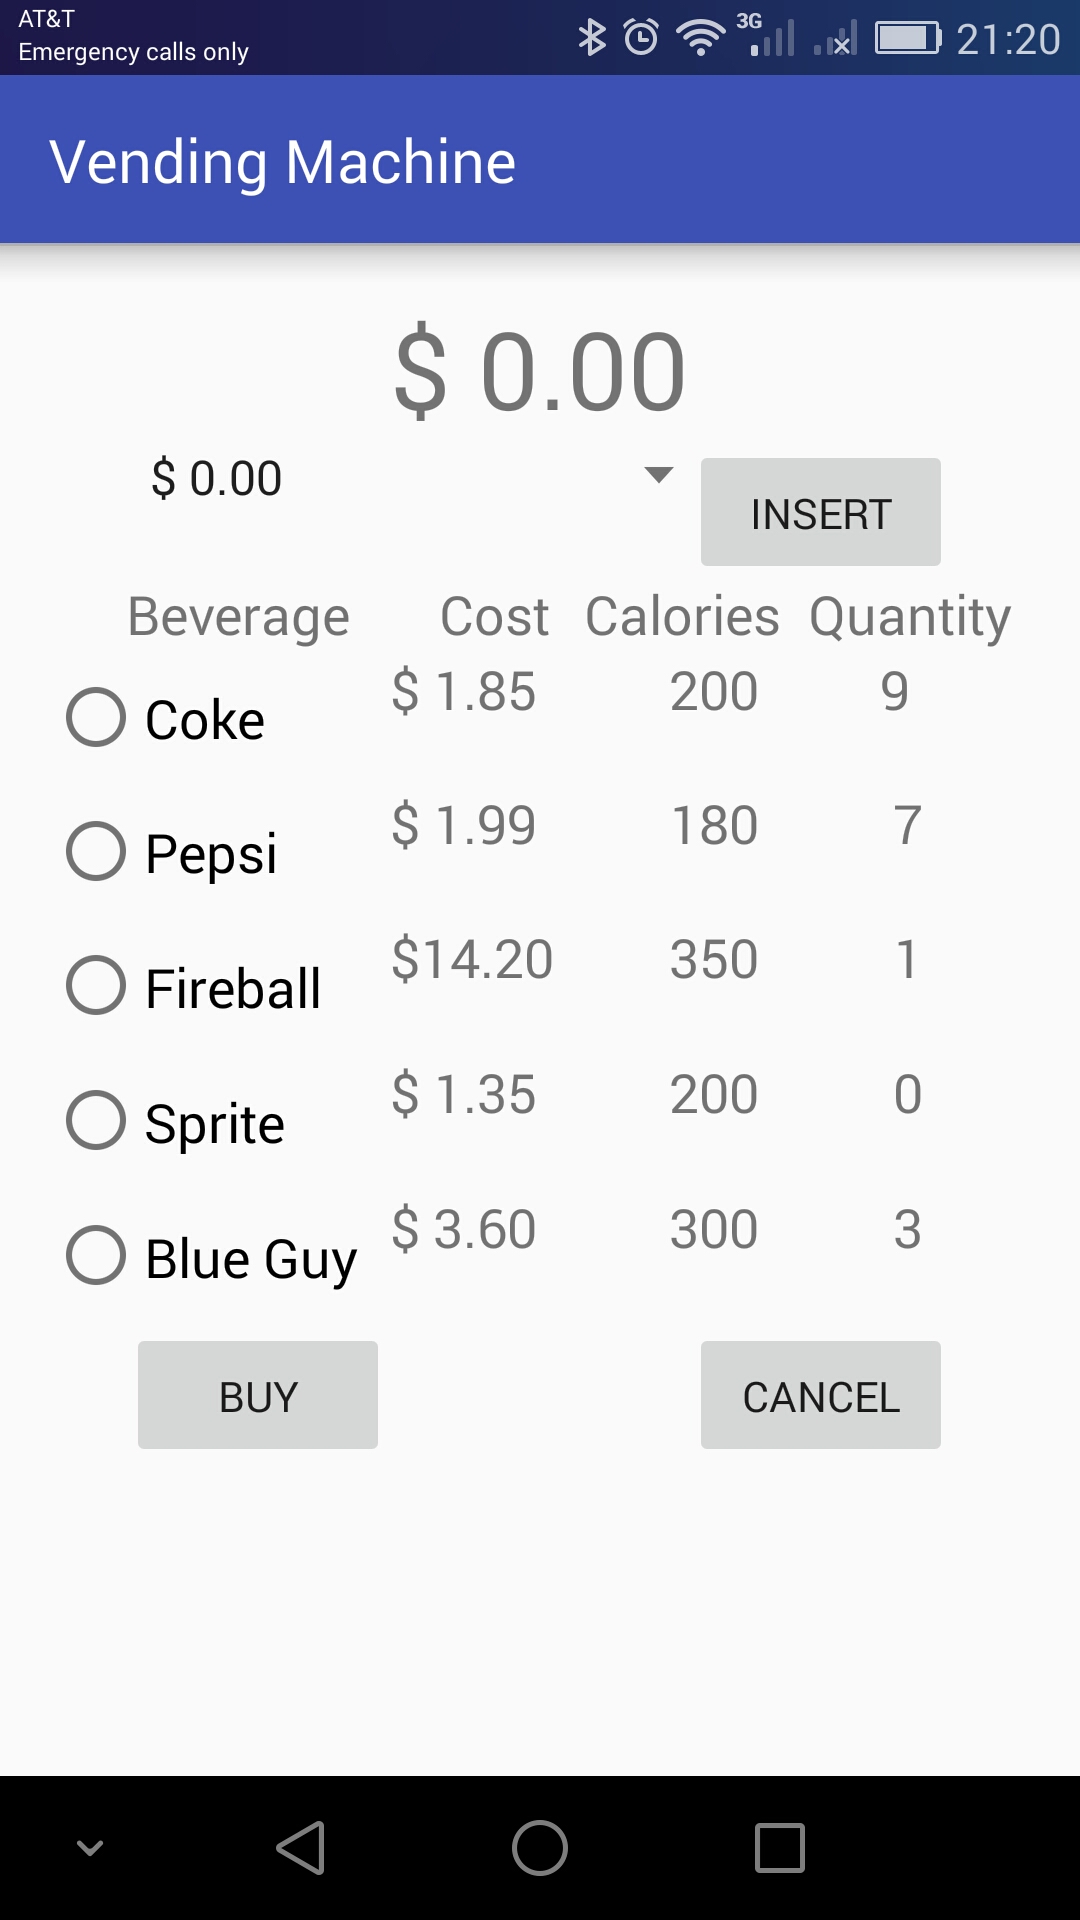 AT&T
Emergency calls only
3G
21:20
Vending Machine
$ 0.00
$ 0.00
INSERT
Beverage Cost Calories Quantity
Coke $ 1.85 200 9
Pepsi $ 1.99 180 7
Fireball $14.20 350 1
Sprite $ 1.35 200 0
Blue Guy $ 3.60 300 3
BUY CANCEL